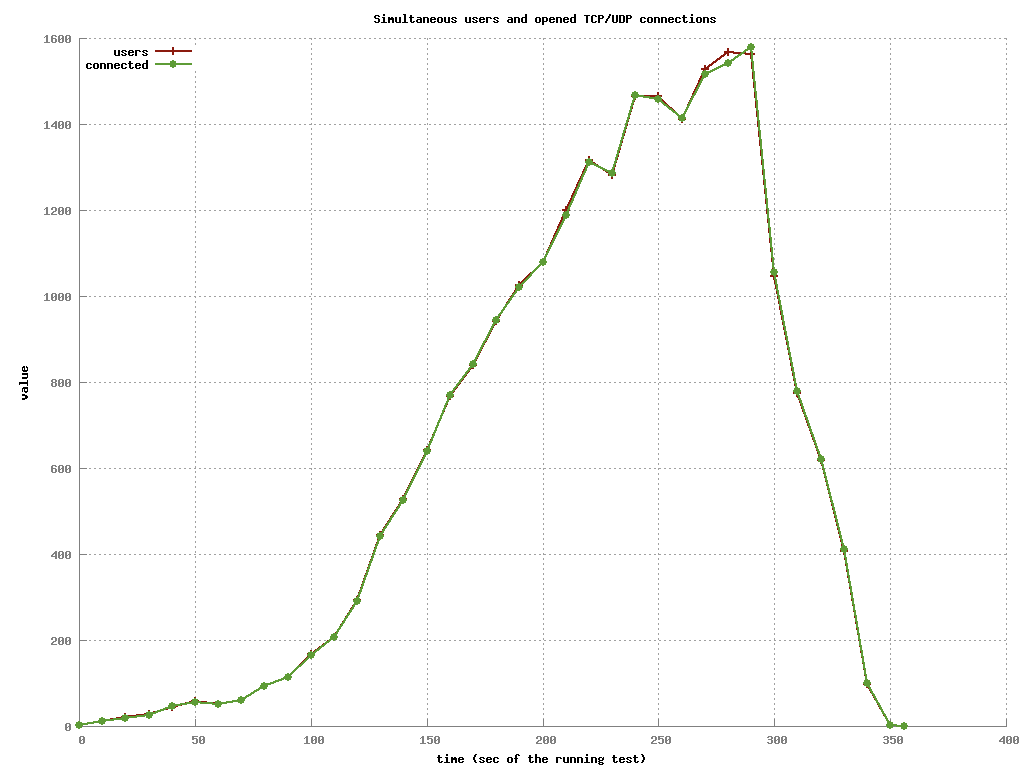 Simultaneous users and opened TCP/UDP connections
1600
users
connected
1400
1200
1000
value
800
600
400
200
0
0 50 100 150 200 250 300 350 400
time (sec of the running test)